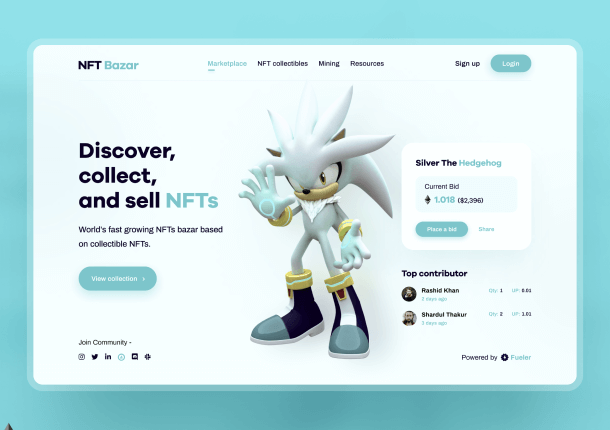 NFT Bazar
Marketplace NFT collectibles Mining Resources
Sign up Login
Discover,
collect,
and sell NFTs
World's fast growing NFTs bazar based
on collectible NFTs.
View collection ›
Join Community -
Silver The Hedgehog
Current Bid
1.018 ($2,396)
Place a bid Share
Top contributor
Rashid Khan Qty: 1 UP: 0.01
2 days ago
Shardul Thakur Qty: 2 UP: 1.01
3 days ago
Powered by Fueler